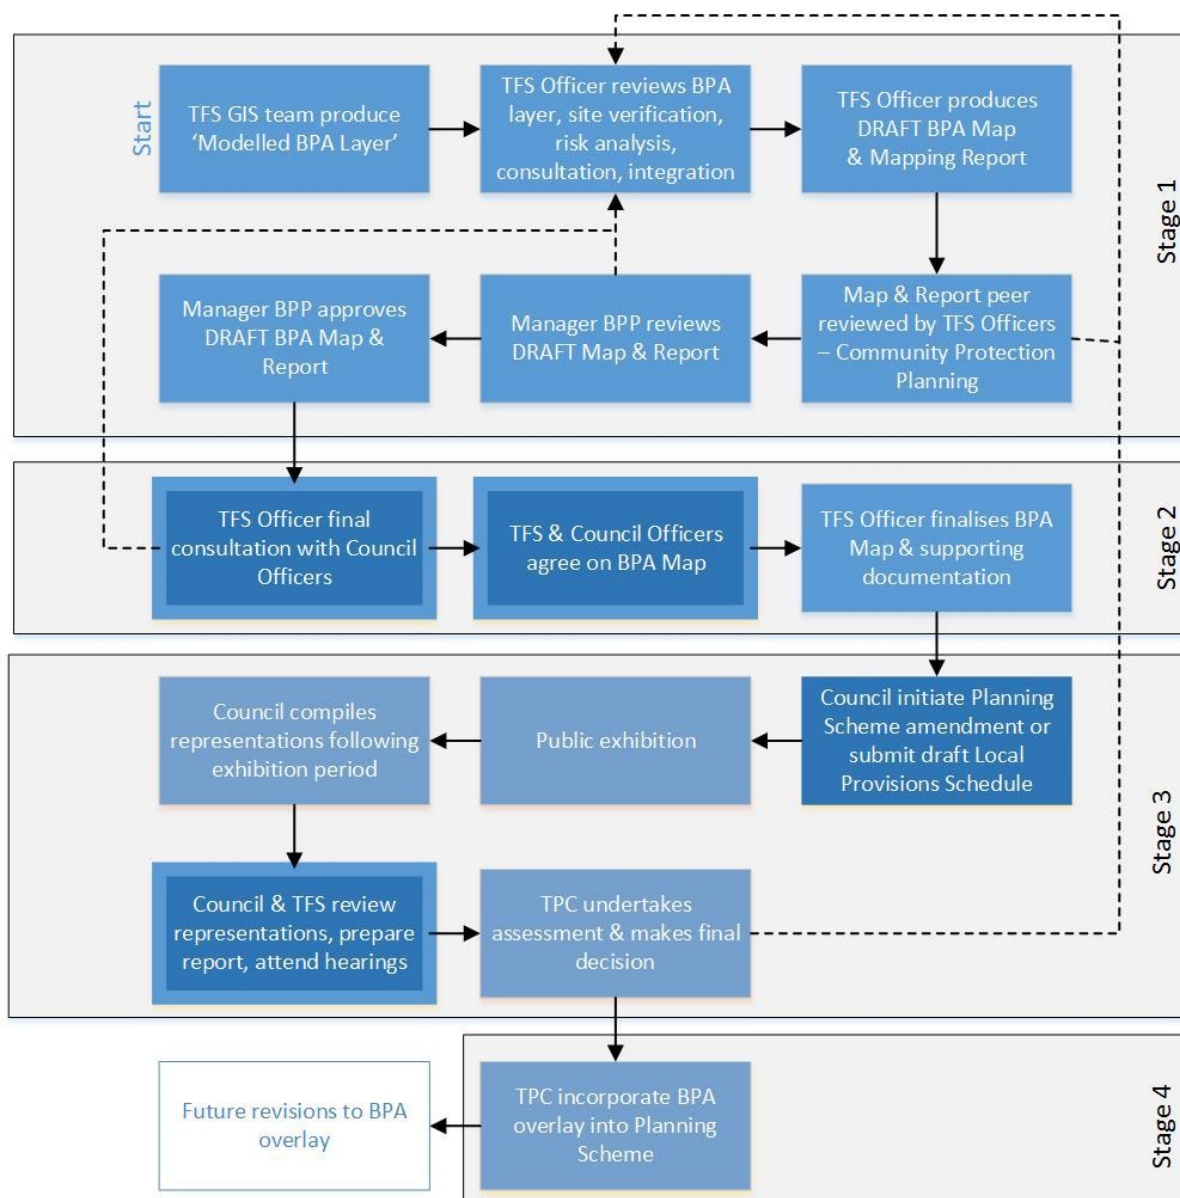 Start
TFS GIS team produce
‘Modelled BPA Layer’
TFS Officer reviews BPA
layer, site verification,
risk analysis,
consultation, integration
TFS Officer produces
DRAFT BPA Map
& Mapping Report
Stage 1
Manager BPP approves
DRAFT BPA Map &
Report
Manager BPP reviews
DRAFT Map & Report
Map & Report peer
reviewed by TFS Officers
– Community Protection
Planning
TFS Officer final
consultation with Council
Officers
TFS & Council Officers
agree on BPA Map
TFS Officer finalises BPA
Map & supporting
documentation
Stage 2
Council compiles
representations following
exhibition period
Public exhibition
Council initiate Planning
Scheme amendment or
submit draft Local
Provisions Schedule
Stage 3
Council & TFS review
representations, prepare
report, attend hearings
TPC undertakes
assessment & makes final
decision
Future revisions to BPA
overlay
TPC incorporate BPA
overlay into Planning
Scheme
Stage 4